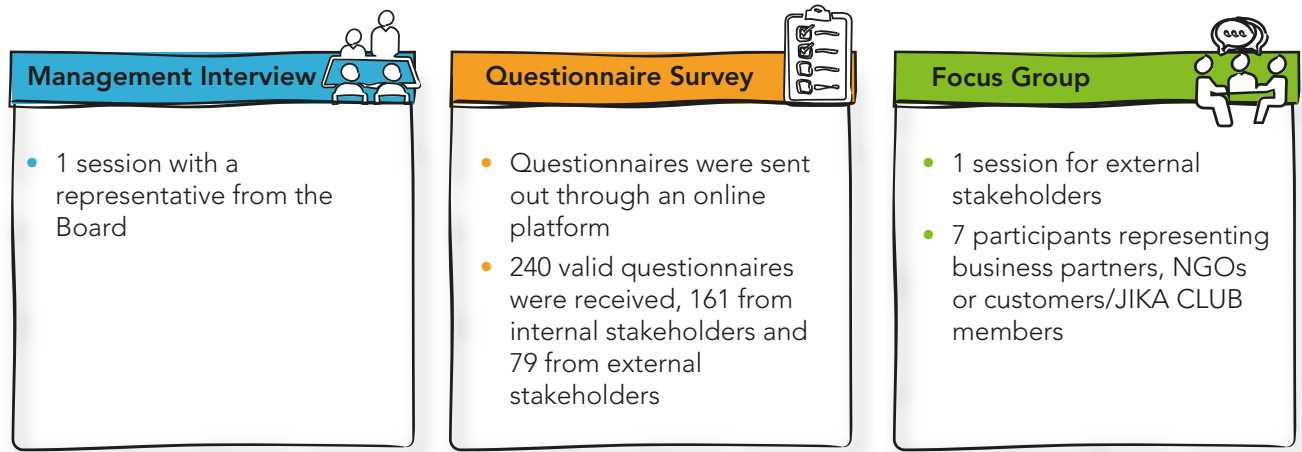 Management Interview
• 1 session with a
representative from the
Board
Questionnaire Survey
• Questionnaires were sent
out through an online
platform
• 240 valid questionnaires
were received, 161 from
internal stakeholders and
79 from external
stakeholders
Focus Group
• 1 session for external
stakeholders
• 7 participants representing
business partners, NGOs
or customers/JIKA CLUB
members